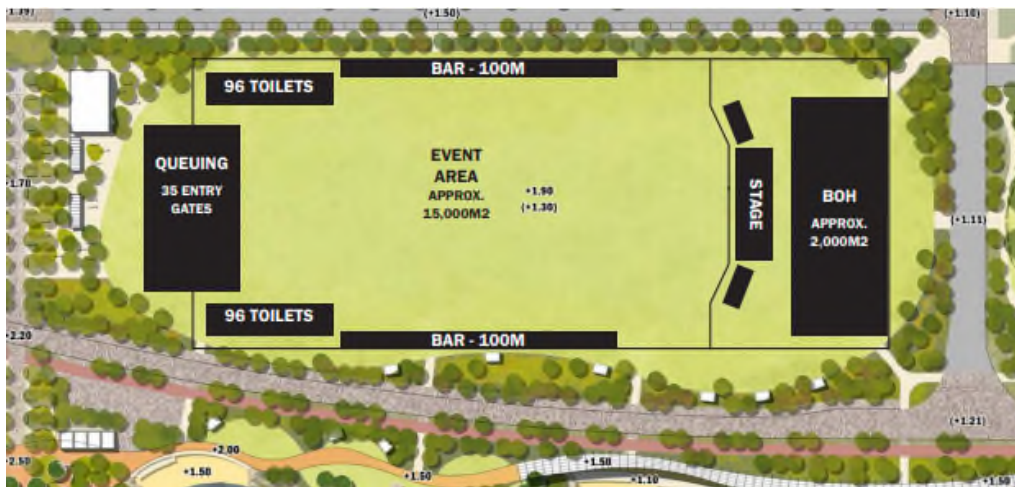 (+1.50)
(+1.10)
BAR - 100M
96 TOILETS
QUEUING
35 ENTRY
GATES
EVENT
AREA
APPROX.
15,000M2
+1.90
(+1.30)
STAGE
BOH
APPROX.
2,000M2
+1.70
(+1.11)
96 TOILETS
BAR - 100M
+2.20
(+1.21)
+2.00
+2.50
+1.50
+1.50
+1.50
+1.10
+1.50